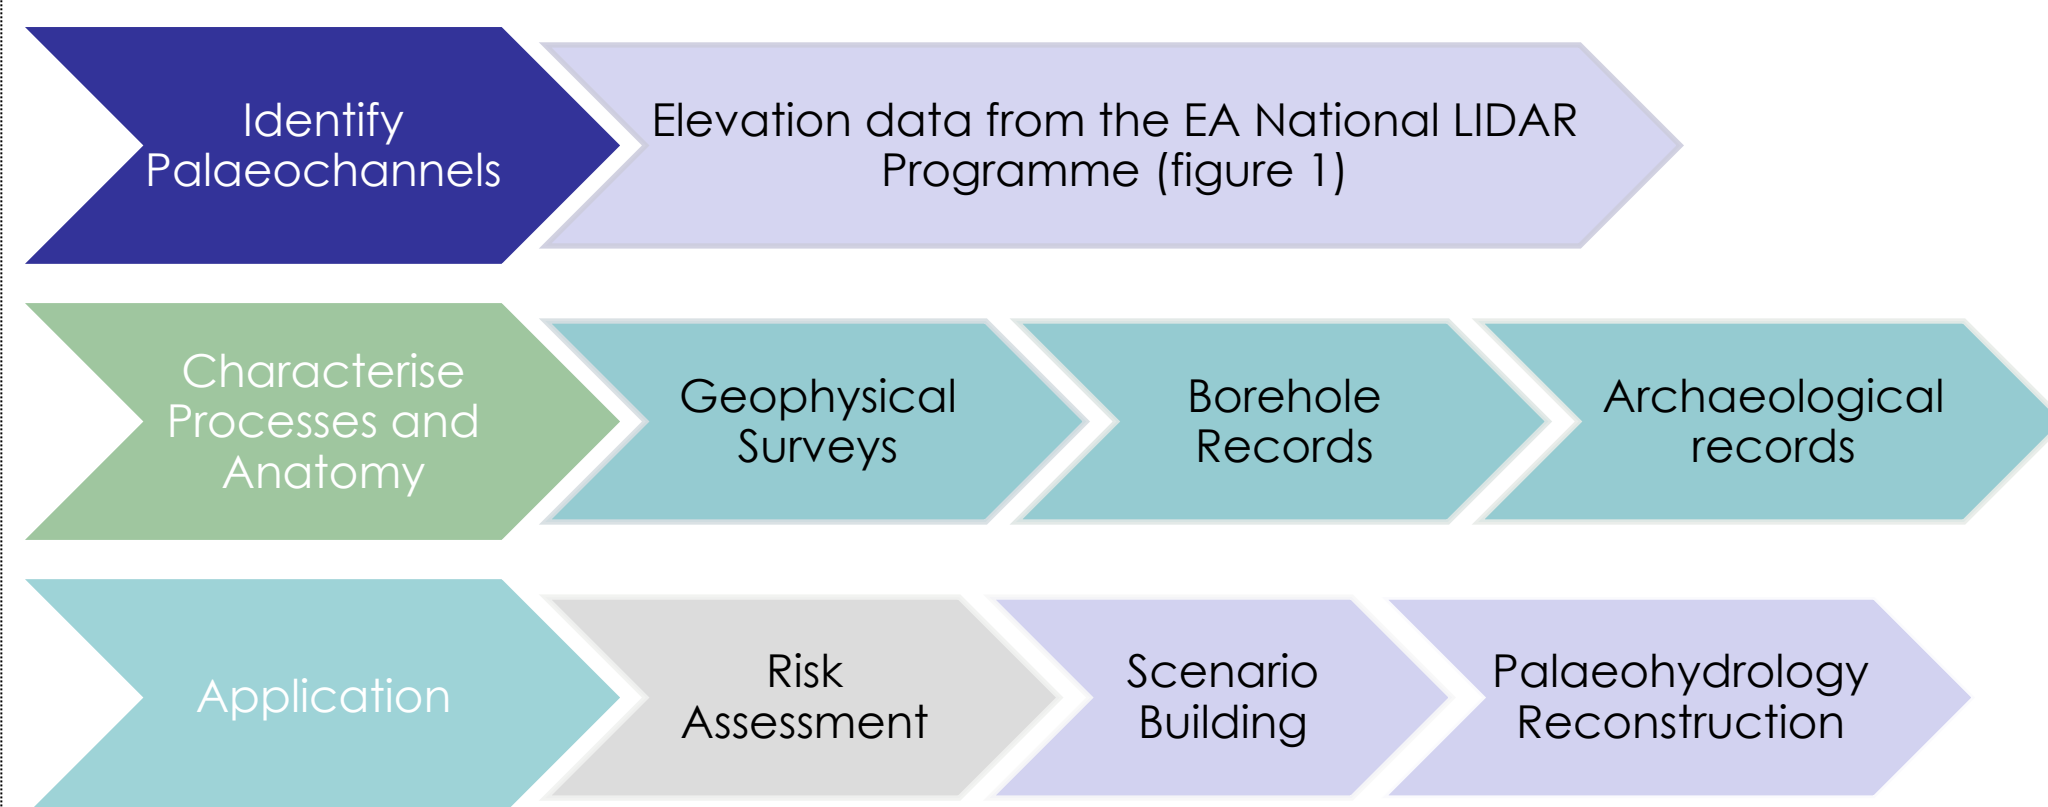 Identify
Palaeochannels
Elevation data from the EA National LIDAR
Programme (figure 1)
Characterise
Processes and
Anatomy
Geophysical
Surveys
Borehole
Records
Archaeological
records
Application
Risk
Assessment
Scenario
Building
Palaeohydrology
Reconstruction